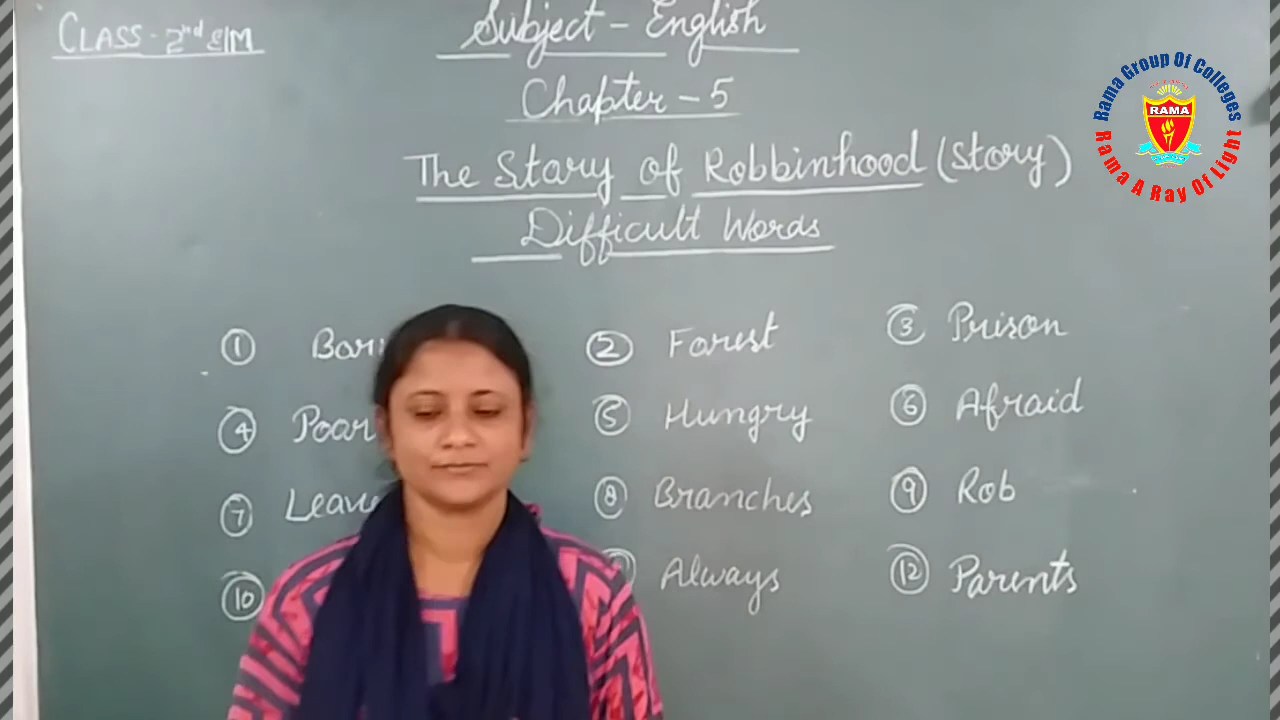 CLASS - 2nd E/M
Subject - English
Chapter - 5
The Story of Robbinhood (Story)
Difficult Words
1 Bor
2 Forest
3 Prison
4 Poor
5 Hungry
6 Afraid
7 Leave
8 Branches
9 Rob
10
Always
12 Parents
Rama Group Of Colleges
RAMA
Rama A Ray Of Light